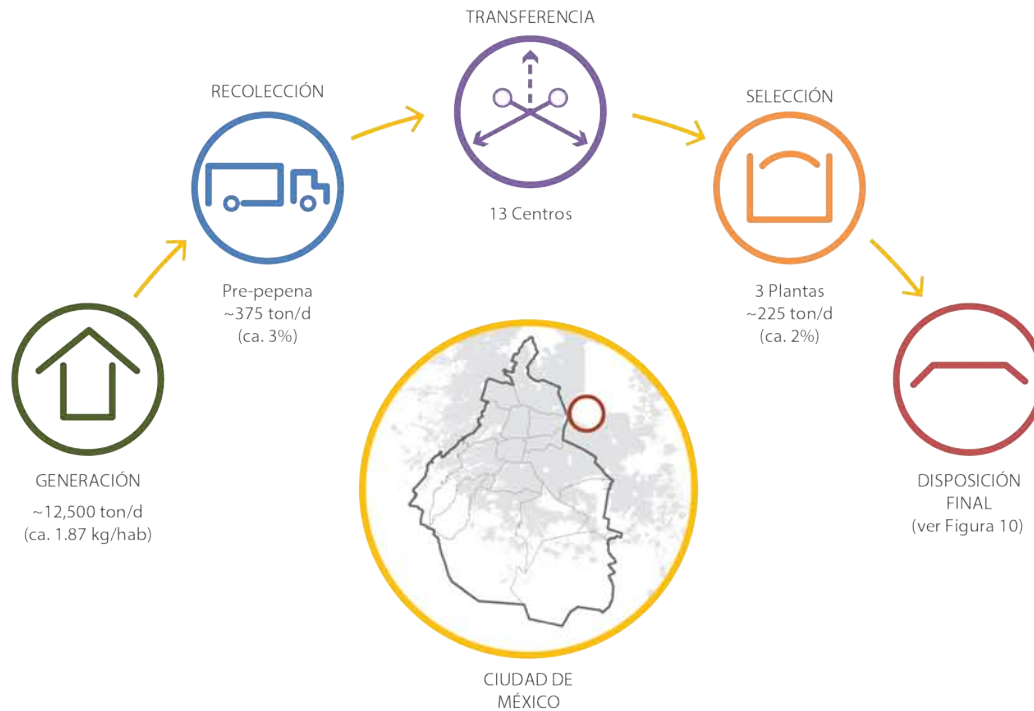 TRANSFERENCIA
13 Centros
RECOLECCIÓN
Pre-pepena
~375 ton/d
(ca. 3%)
SELECCIÓN
3 Plantas
~225 ton/d
(ca. 2%)
GENERACIÓN
~12,500 ton/d
(ca. 1.87 kg/hab)
DISPOSICIÓN
FINAL
(ver Figura 10)
CIUDAD DE
MÉXICO